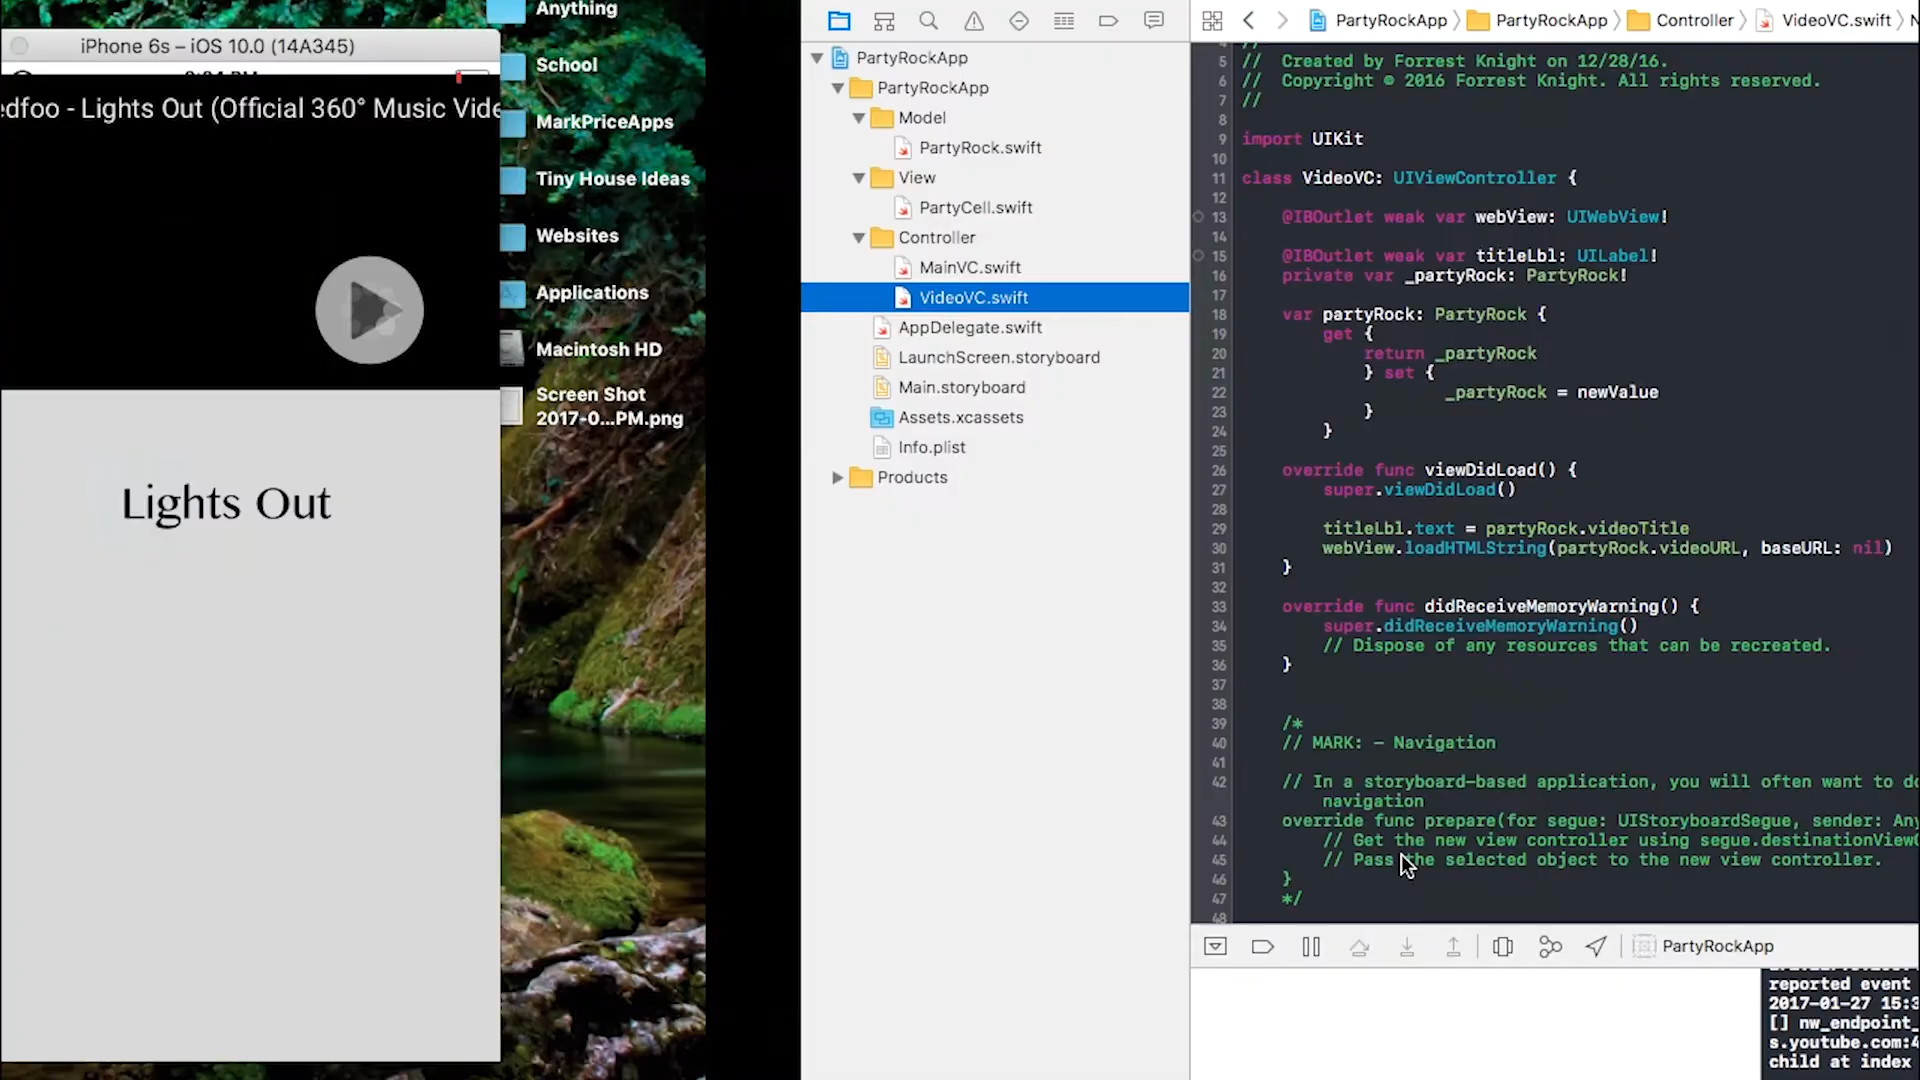 iPhone 6s – iOS 10.0 (14A345)
edfoo - Lights Out (Official 360° Music Vide
Lights Out
Anything
School
MarkPriceApps
Tiny House Ideas
Websites
Applications
Macintosh HD
Screen Shot
2017-0...PM.png
PartyRockApp
PartyRockApp
Model
PartyRock.swift
View
PartyCell.swift
Controller
MainVC.swift
VideoVC.swift
AppDelegate.swift
LaunchScreen.storyboard
Main.storyboard
Assets.xcassets
Info.plist
Products
PartyRockApp PartyRockApp Controller VideoVC.swift
5 // Created by Forrest Knight on 12/28/16.
6 // Copyright © 2016 Forrest Knight. All rights reserved.
7 //
8
9 import UIKit
10
11 class VideoVC: UIViewController {
12
13 @IBOutlet weak var webView: UIWebView!
14
15 @IBOutlet weak var titleLbl: UILabel!
16 private var _partyRock: PartyRock!
17
18 var partyRock: PartyRock {
19 get {
20 return _partyRock
21 } set {
22 _partyRock = newValue
23 }
24 }
25
26 override func viewDidLoad() {
27 super.viewDidLoad()
28
29 titleLbl.text = partyRock.videoTitle
30 webView.loadHTMLString(partyRock.videoURL, baseURL: nil)
31 }
32
33 override func didReceiveMemoryWarning() {
34 super.didReceiveMemoryWarning()
35 // Dispose of any resources that can be recreated.
36 }
37
38
39 /*
40 // MARK: - Navigation
41
42 // In a storyboard-based application, you will often want to do
navigation
43 override func prepare(for segue: UIStoryboardSegue, sender: Any
44 // Get the new view controller using segue.destinationViewC
45 // Pass the selected object to the new view controller.
46 }
47 */
48
PartyRockApp
reported event
2017-01-27 15:3
[] nw_endpoint_
s.youtube.com:4
child at index